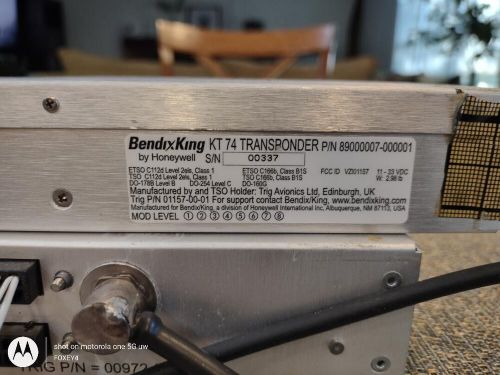 BendixKing KT 74 TRANSPONDER P/N 89000007-000001
by Honeywell S/N 00337
ETSO C112d Level 2els, Class 1 ETSO C166b, Class B1S FCC ID VZI01157 11 - 33 VDC
TSO C112d Level 2els, Class 1 TSO C166b, Class B1S W: 2.98 lb
DO-178B Level B DO-254 Level C DO-160G
Manufactured by and TSO Holder: Trig Avionics Ltd, Edinburgh, UK
Trig P/N 01157-00-01 For support contact Bendix/King, www.bendixking.com
Manufactured for Bendix/King, a division of Honeywell International Inc, Albuquerque, NM 87113, USA
MOD LEVEL 1 2 3 4 5 6 7 8
shot on motorola one 5G uw
FOXEY4
TRIG P/N = 00972